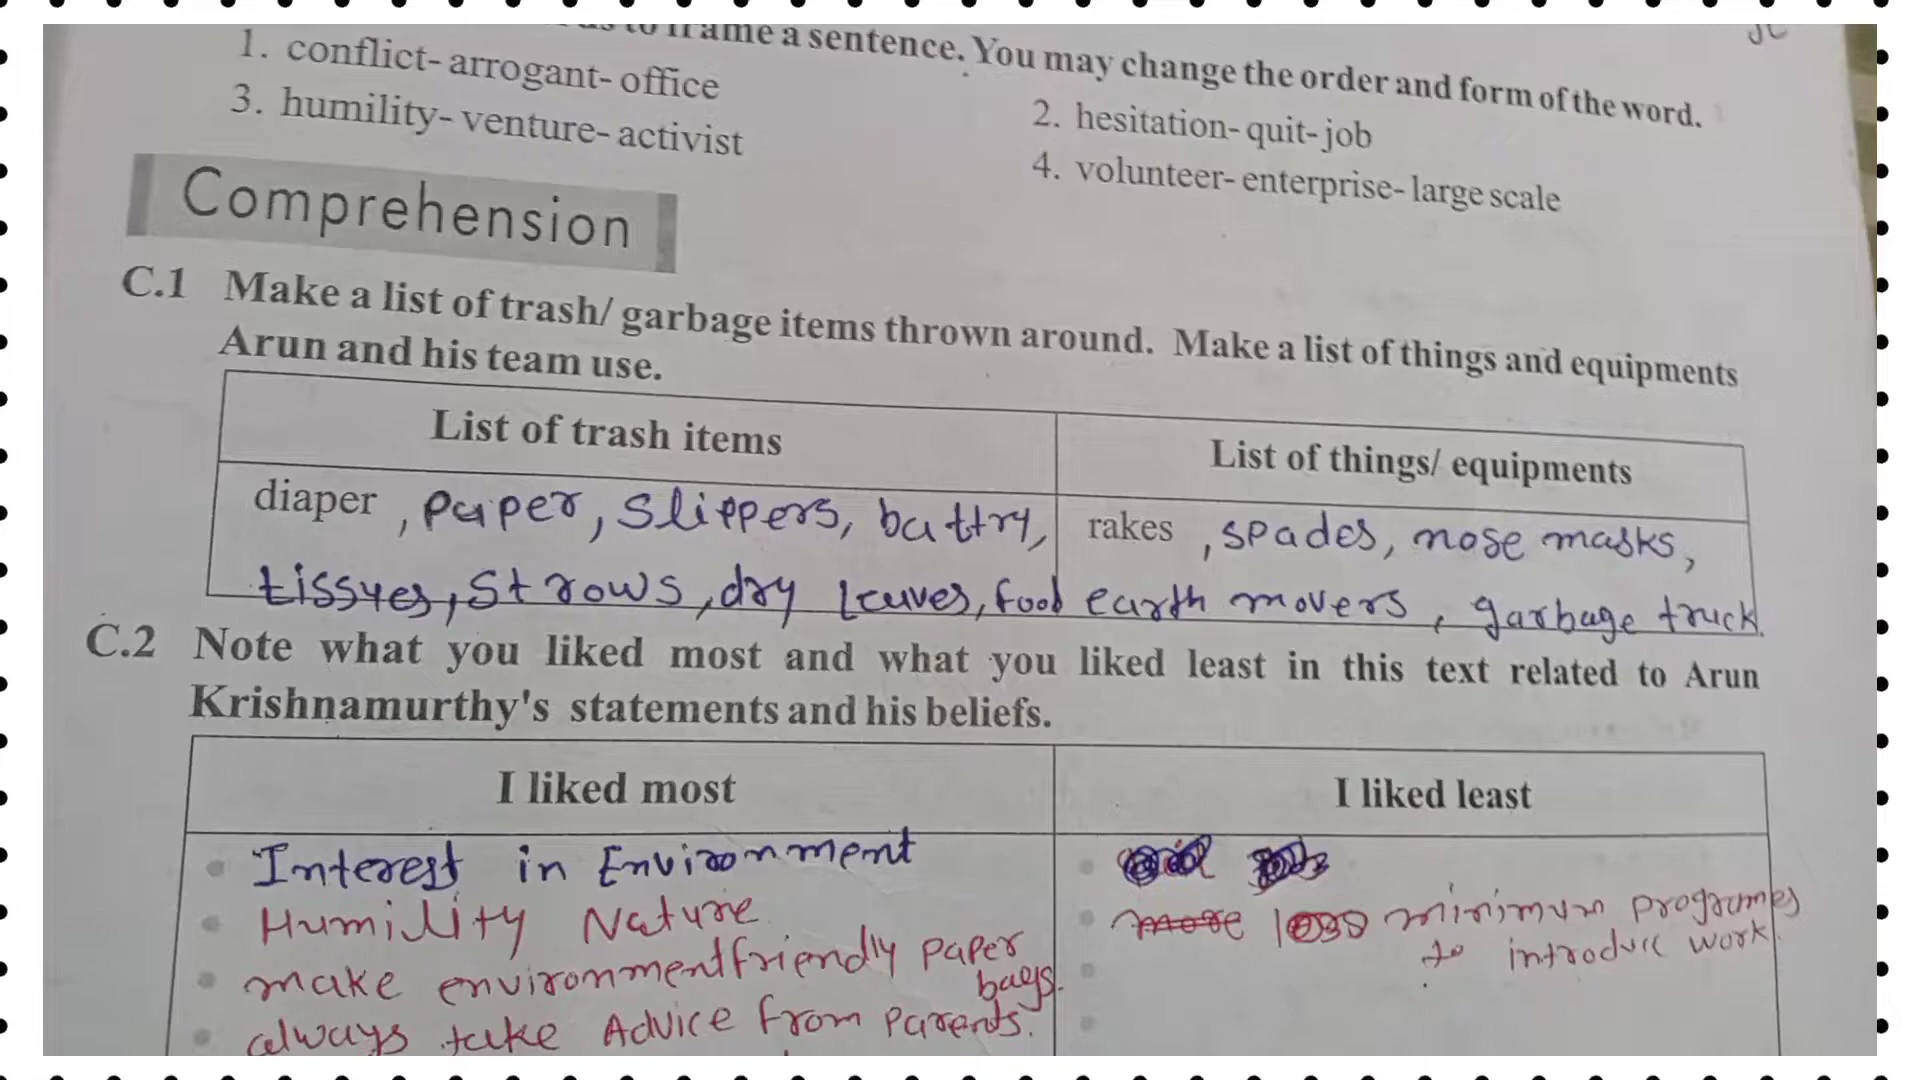 to frame a sentence. You may change the order and form of the word.
1. conflict- arrogant- office
2. hesitation- quit- job
3. humility- venture- activist
4. volunteer- enterprise- large scale
Comprehension
C.1 Make a list of trash/ garbage items thrown around. Make a list of things and equipments
Arun and his team use.
List of trash items
List of things/ equipments
diaper , paper, slippers, battry,
tissyes, strows, dry leaves, food
rakes , spades, nose masks,
earth movers, garbage truck.
C.2 Note what you liked most and what you liked least in this text related to Arun
Krishnamurthy's statements and his beliefs.
I liked most
I liked least
• Interest in Environment
• Humility Nature
• make environmentfriendly paper
bags.
• always take Advice from parents.
• more less minimum programes
to introduce work.